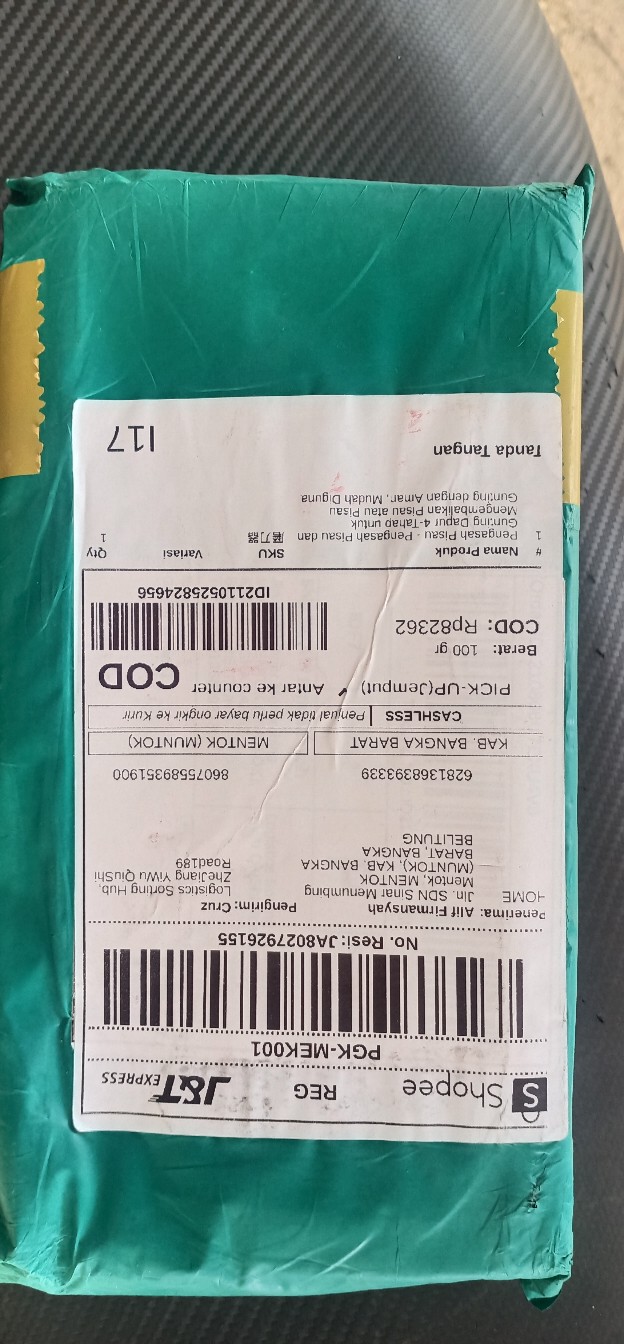 Shopee REG J&T EXPRESS
PGK-MEK001
No. Resi: JA8027926155
Penerima: Alif Firmansyah
HOME Jln. SDN Sinar Menumbing
Mentok, MENTOK
(MUNTOK), KAB. BANGKA
BARAT, BANGKA
BELITUNG
6281368393339
Pengirim: Cruz
Logistics Sorting Hub,
ZheJiang YiWu QiuShi
Road189
8607558935190​0
KAB. BANGKA BARAT MENTOK (MUNTOK)
CASHLESS Penjual tidak perlu bayar ongkir ke Kurir
PICK-UP(Jemput) ✓ Antar ke counter COD
Berat: 100 gr
COD: Rp82362
ID2110525824656
# Nama Produk SKU Variasi Qty
1 Pengasah Pisau - Pengasah Pisau dan 磨刀器 1
Gunting Dapur 4-Tahap untuk
Mengembalikan Pisau atau Pisau
Gunting dengan Aman, Mudah Diguna
Tanda Tangan I17